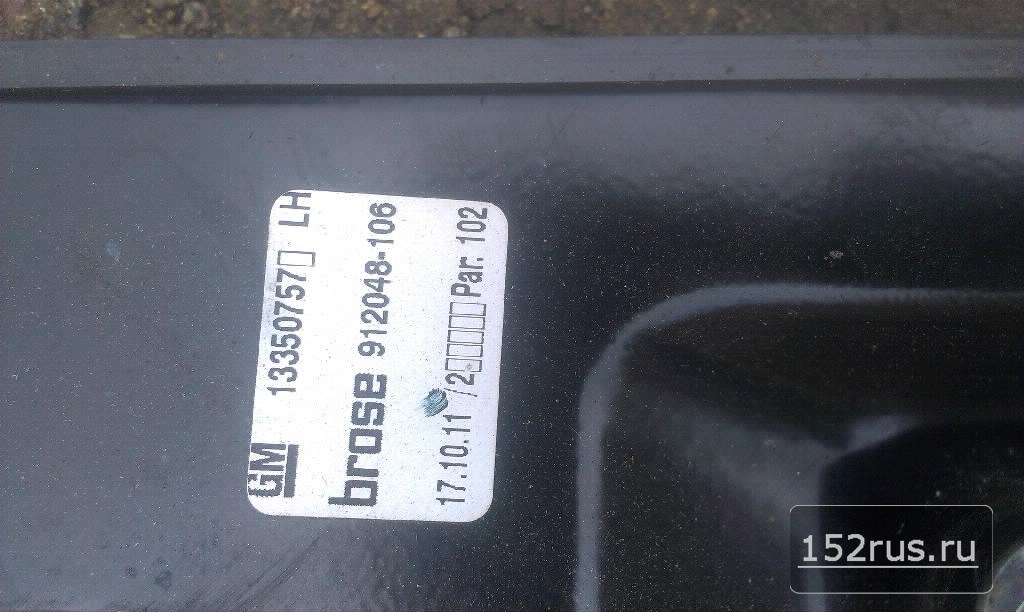 GM 13350757▯ LH
brose 912048-106
17.10.11 /2▯▯▯▯▯▯ Par. 102
152rus.ru